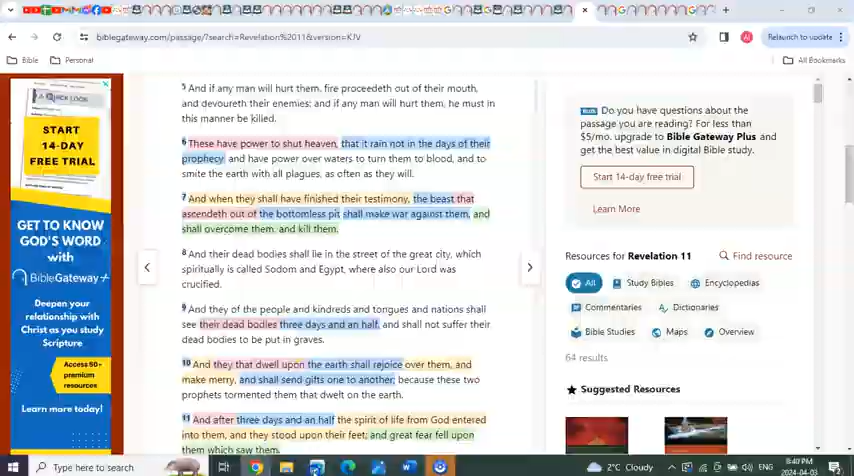 biblegateway.com/passage/?search=Revelation%2011&version=KJV
Relaunch to update
Bible
Personal
All Bookmarks
QUICK LOOK
START
14-DAY
FREE TRIAL
GET TO KNOW
GOD'S WORD
with
BibleGateway+
Deepen your
relationship with
Christ as you study
Scripture
Access 50+
premium
resources
Learn more today!
5 And if any man will hurt them, fire proceedeth out of their mouth,
and devoureth their enemies: and if any man will hurt them, he must in
this manner be killed.
6 These have power to shut heaven, that it rain not in the days of their
prophecy: and have power over waters to turn them to blood, and to
smite the earth with all plagues, as often as they will.
7 And when they shall have finished their testimony, the beast that
ascendeth out of the bottomless pit shall make war against them, and
shall overcome them, and kill them.
8 And their dead bodies shall lie in the street of the great city, which
spiritually is called Sodom and Egypt, where also our Lord was
crucified.
9 And they of the people and kindreds and tongues and nations shall
see their dead bodies three days and an half, and shall not suffer their
dead bodies to be put in graves.
10 And they that dwell upon the earth shall rejoice over them, and
make merry, and shall send gifts one to another; because these two
prophets tormented them that dwelt on the earth.
11 And after three days and an half the spirit of life from God entered
into them, and they stood upon their feet; and great fear fell upon
them which saw them.
PLUS Do you have questions about the
passage you are reading? For less than
$5/mo. upgrade to Bible Gateway Plus and
get the best value in digital Bible study.
Start 14-day free trial
Learn More
Resources for Revelation 11
Find resource
All
Study Bibles
Encyclopedias
Commentaries
Dictionaries
Bible Studies
Maps
Overview
64 results
Suggested Resources
Type here to search
2°C Cloudy
ENG
8:40 PM
2024-04-03